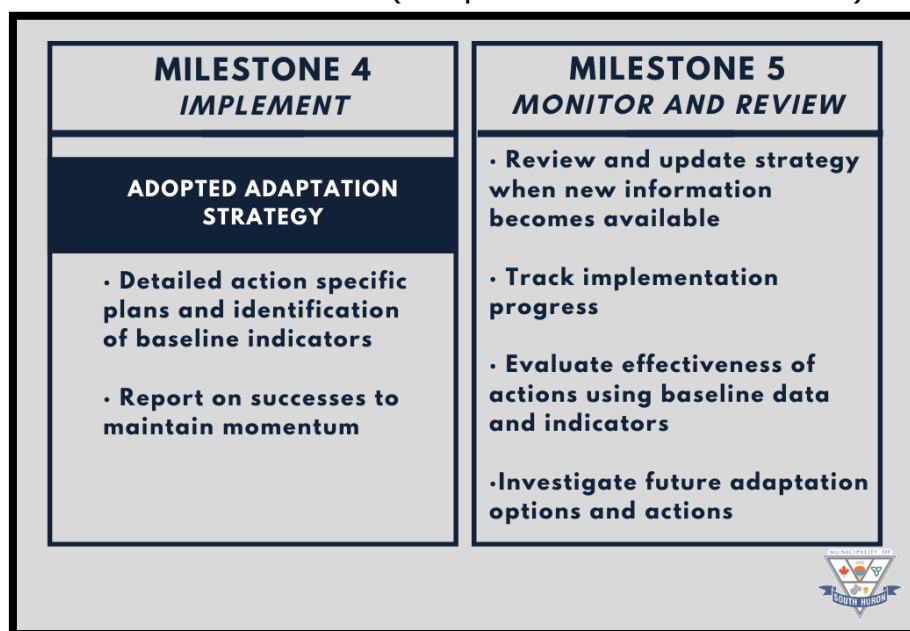 MILESTONE 4
IMPLEMENT
ADOPTED ADAPTATION
STRATEGY
· Detailed action specific
plans and identification
of baseline indicators
· Report on successes to
maintain momentum
MILESTONE 5
MONITOR AND REVIEW
· Review and update strategy
when new information
becomes available
· Track implementation
progress
· Evaluate effectiveness of
actions using baseline data
and indicators
·Investigate future adaptation
options and actions
MUNICIPALITY OF
SOUTH HURON